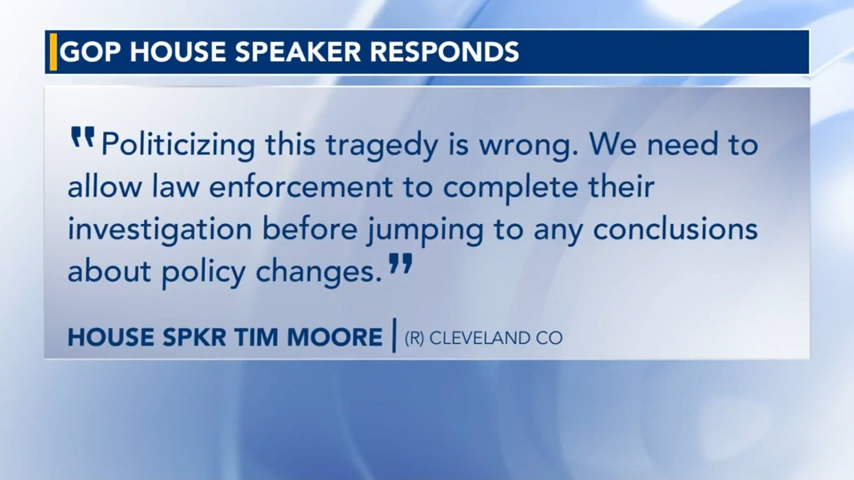 GOP HOUSE SPEAKER RESPONDS
"Politicizing this tragedy is wrong. We need to
allow law enforcement to complete their
investigation before jumping to any conclusions
about policy changes."
HOUSE SPKR TIM MOORE | (R) CLEVELAND CO